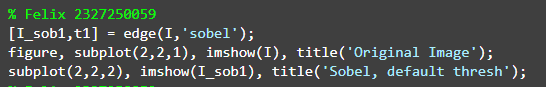 % Felix 2327250059
[I_sob1,t1] = edge(I,'sobel');
figure, subplot(2,2,1), imshow(I), title('Original Image');
subplot(2,2,2), imshow(I_sob1), title('Sobel, default thresh');